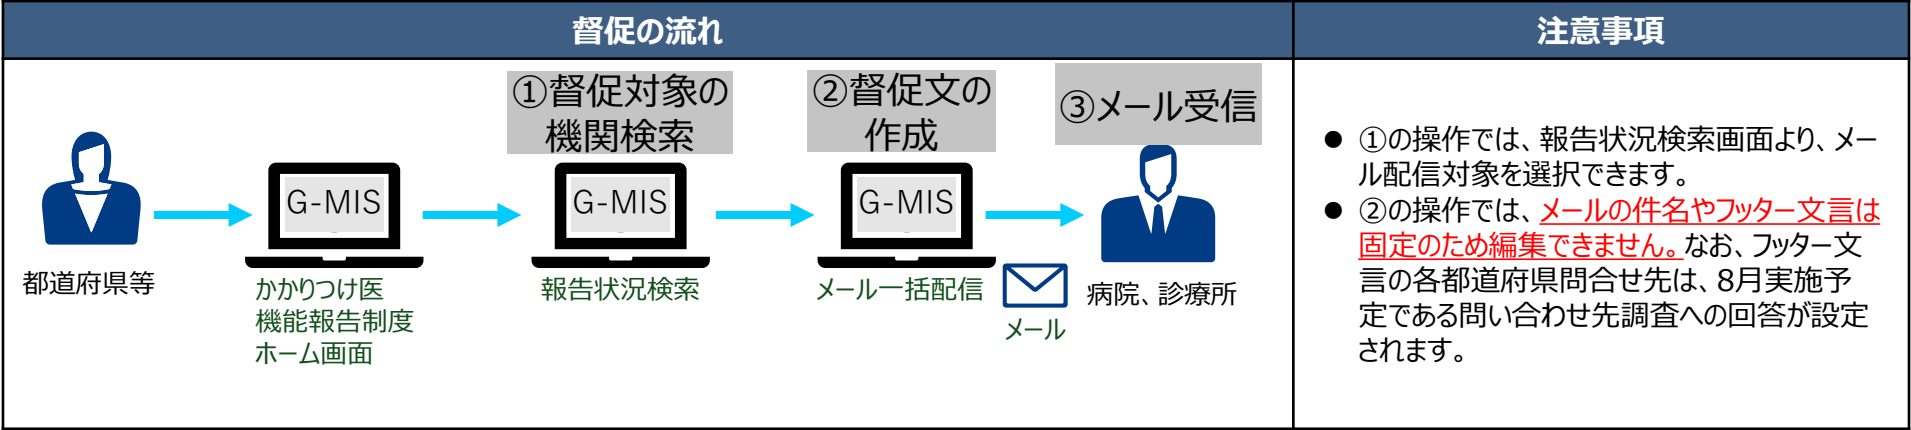 督促の流れ
注意事項
①督促対象の
機関検索
②督促文の
作成
③メール受信
G-MIS
G-MIS
G-MIS
都道府県等
かかりつけ医
機能報告制度
ホーム画面
報告状況検索
メール一括配信
メール
病院、診療所
● ①の操作では、報告状況検索画面より、メー
ル配信対象を選択できます。
● ②の操作では、メールの件名やフッター文言は
固定のため編集できません。なお、フッター文
言の各都道府県問合せ先は、8月実施予
定である問い合わせ先調査への回答が設定
されます。